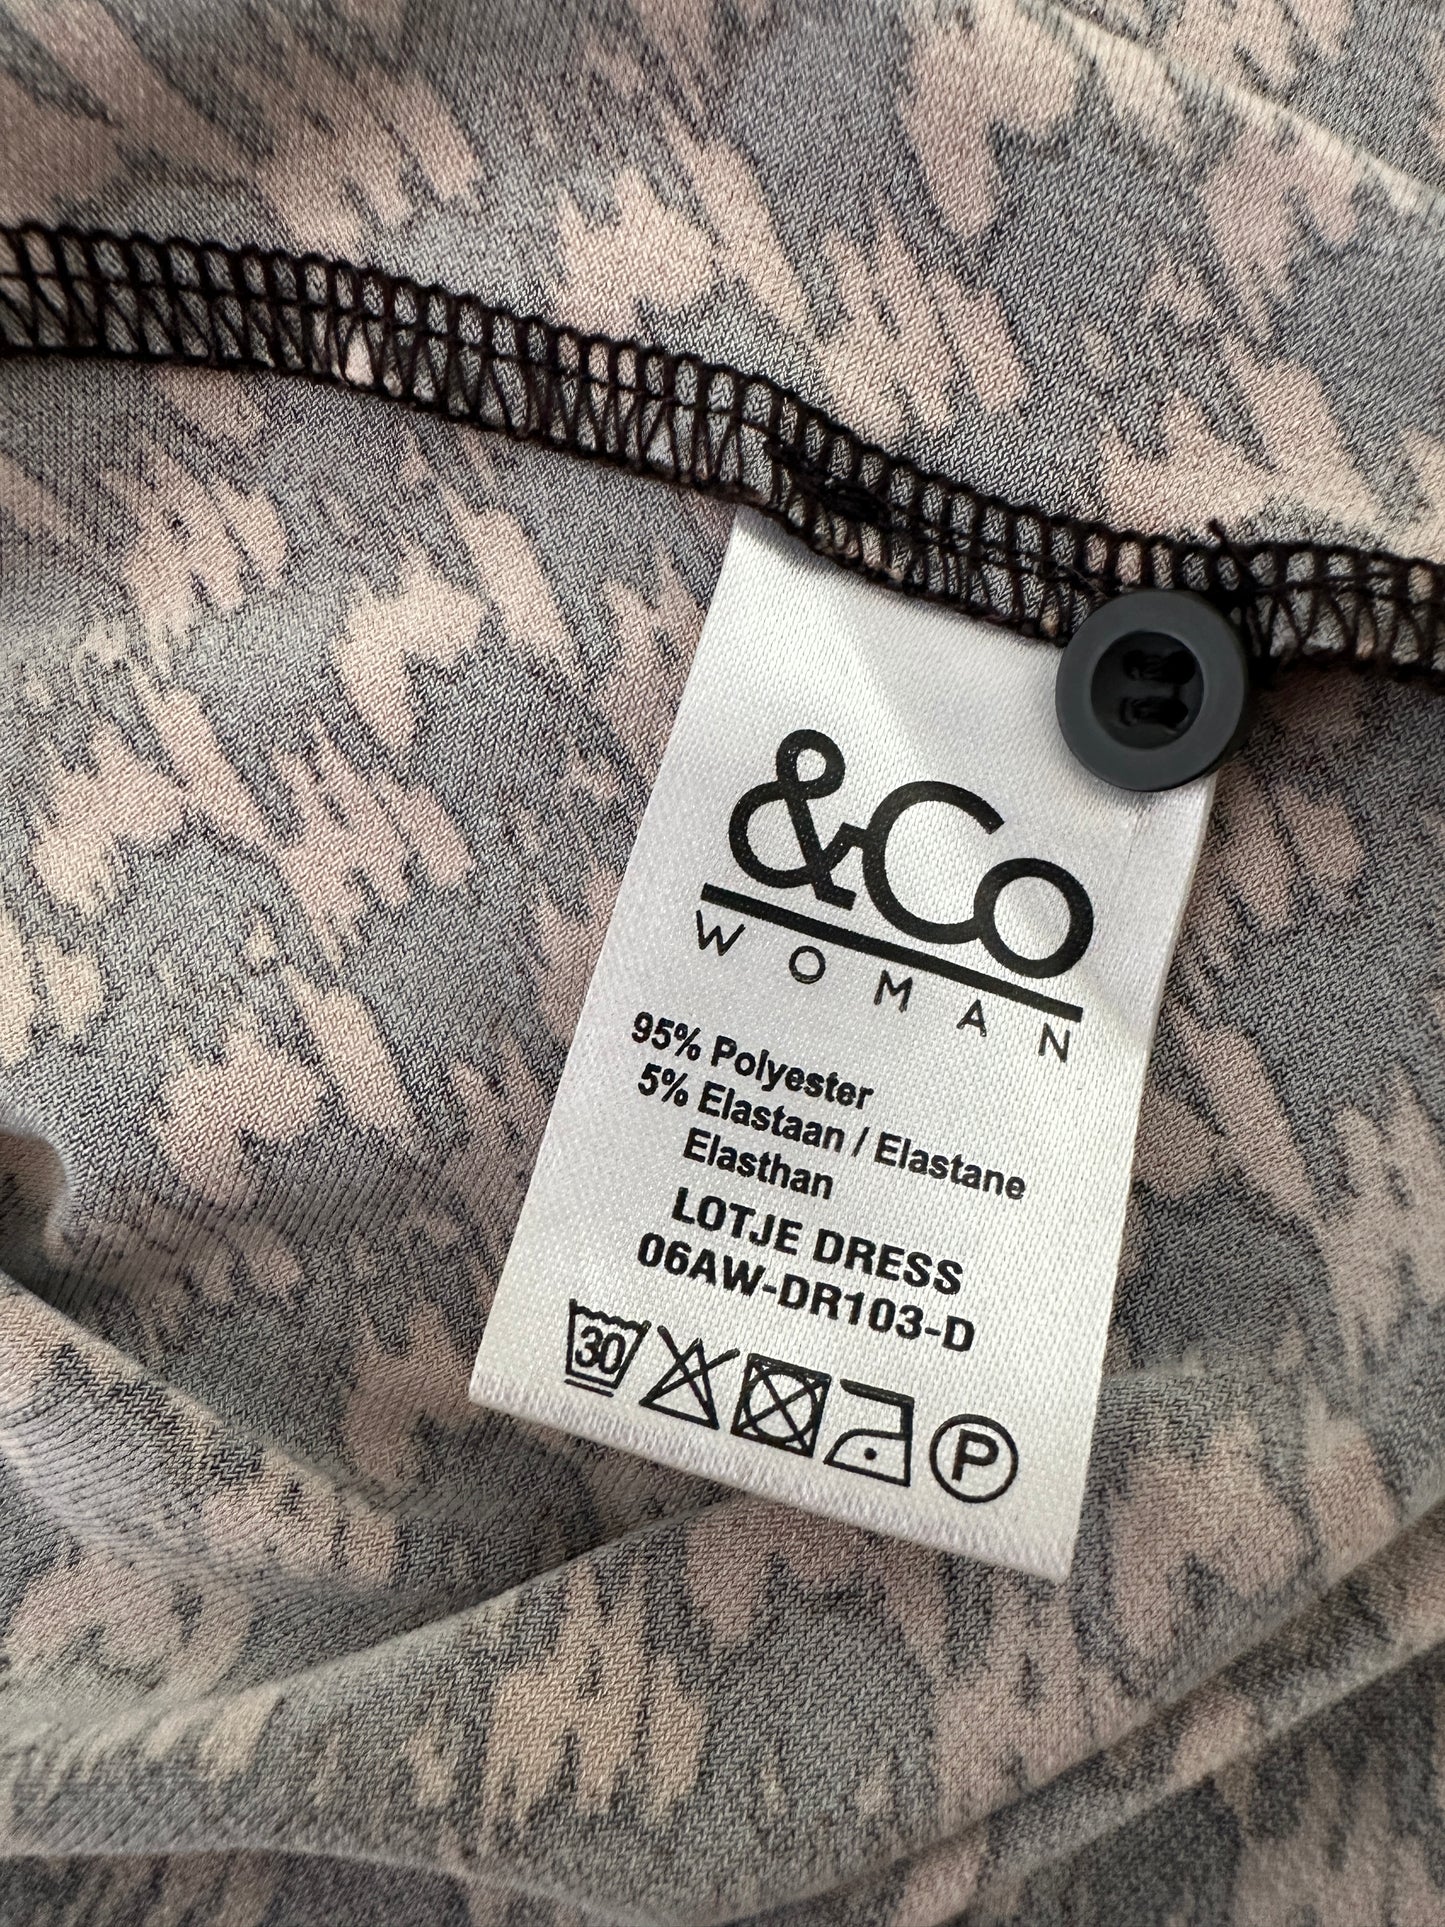 &Co
WOMAN
95% Polyester
5% Elastaan / Elastane
Elasthan
LOTJE DRESS
06AW-DR103-D
30
P